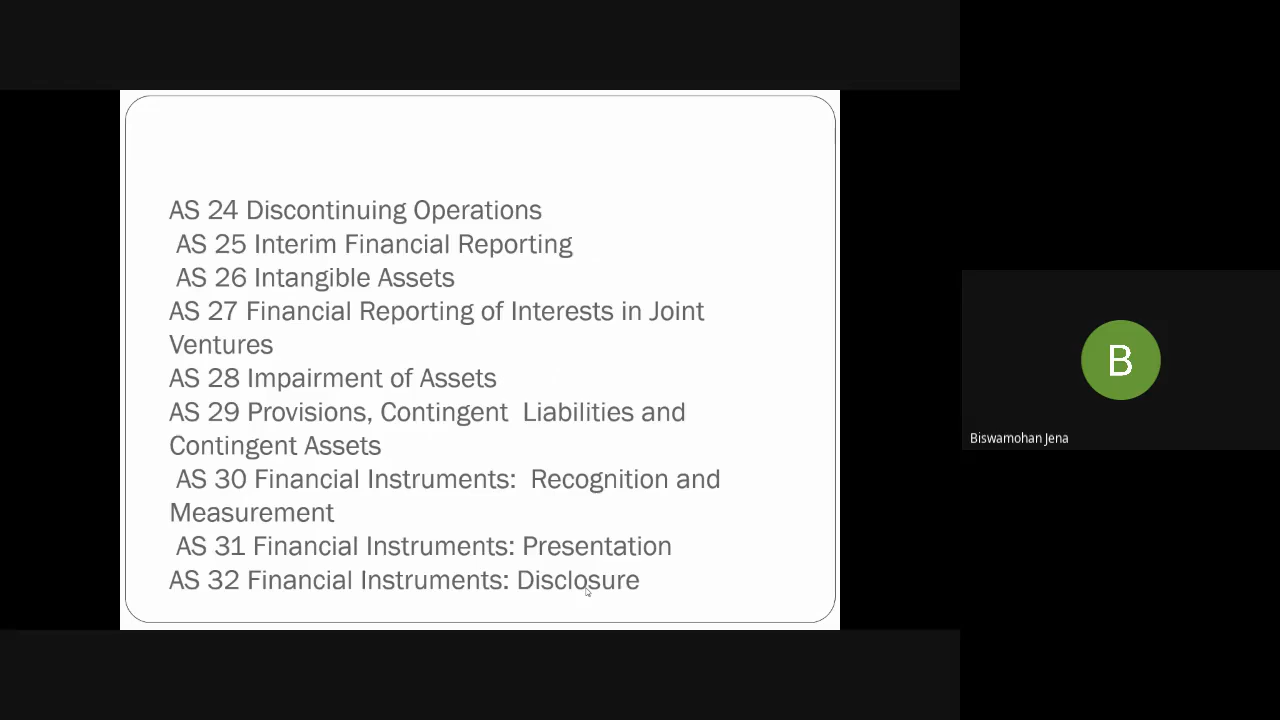 AS 24 Discontinuing Operations
AS 25 Interim Financial Reporting
AS 26 Intangible Assets
AS 27 Financial Reporting of Interests in Joint
Ventures
AS 28 Impairment of Assets
AS 29 Provisions, Contingent  Liabilities and
Contingent Assets
AS 30 Financial Instruments:  Recognition and
Measurement
AS 31 Financial Instruments: Presentation
AS 32 Financial Instruments: Disclosure
B
Biswamohan Jena